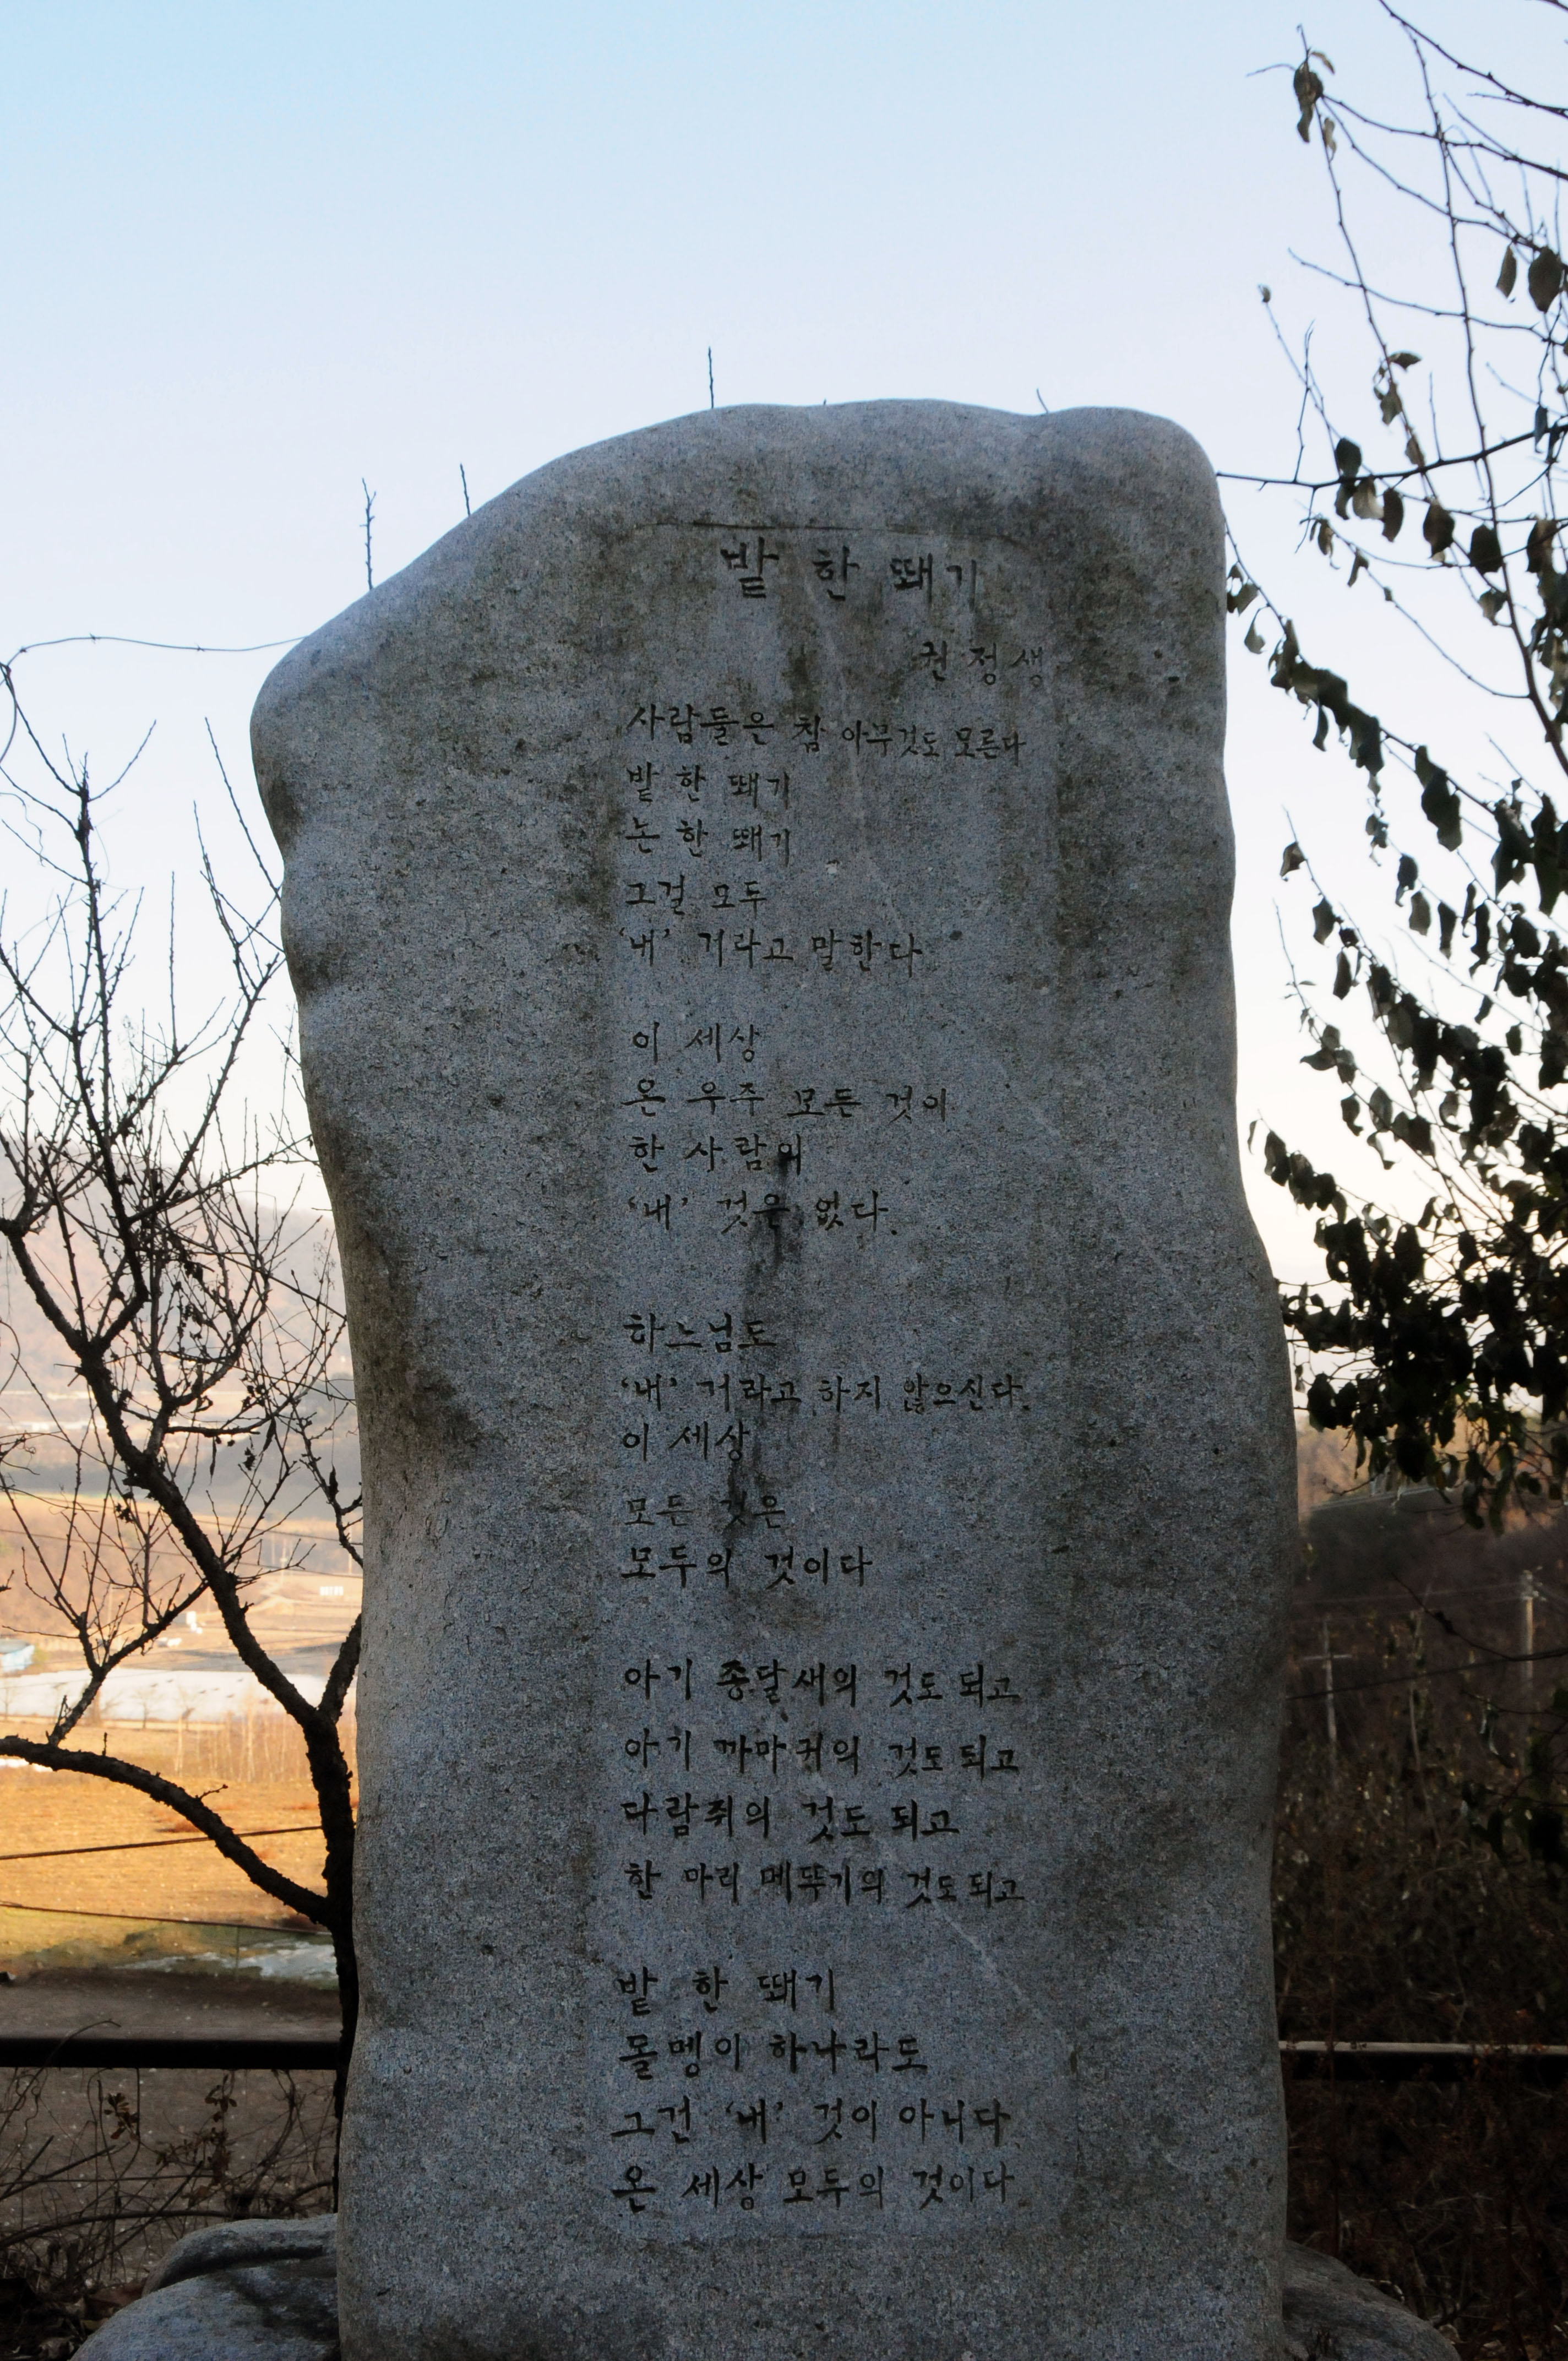 밭 한 뙈기
권정생
사람들은 참 아무것도 모른다
밭 한 뙈기
논 한 뙈기
그걸 모두
'내' 거라고 말한다
이 세상
온 우주 모든 것이
한 사람의
'내' 것은 없다.
하느님도
'내' 거라고 하지 않으신다.
이 세상
모든 것은
모두의 것이다
아기 종달새의 것도 되고
아기 까마귀의 것도 되고
다람쥐의 것도 되고
한 마리 메뚜기의 것도 되고
밭 한 뙈기
돌멩이 하나라도
그건 '내' 것이 아니다
온 세상 모두의 것이다